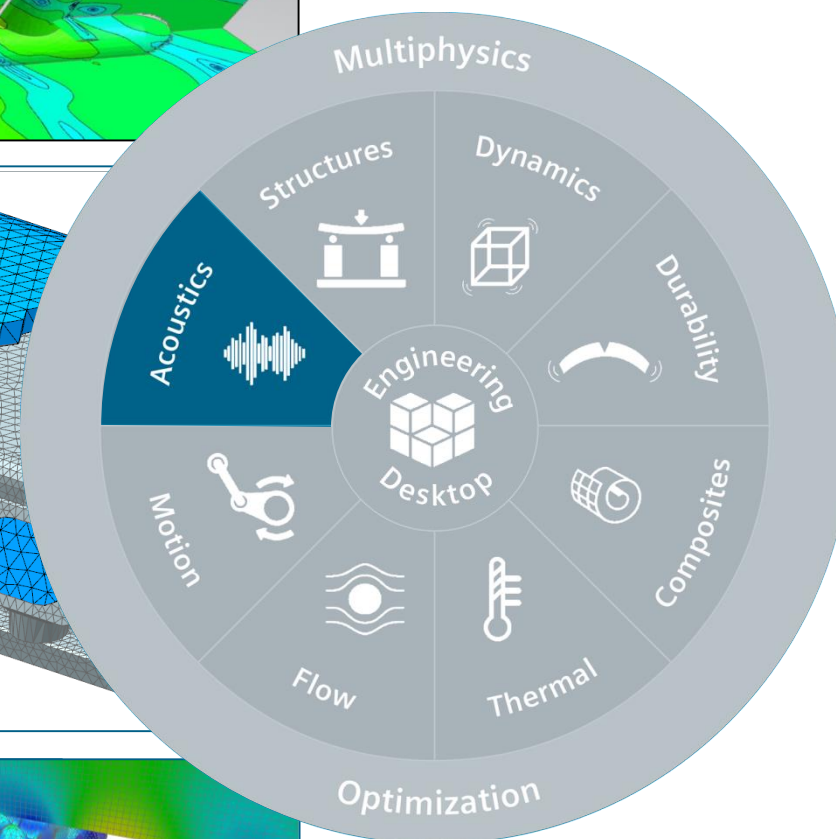 Multiphysics
Structures
Dynamics
Acoustics
Durability
Engineering
Desktop
Motion
Composites
Flow
Thermal
Optimization